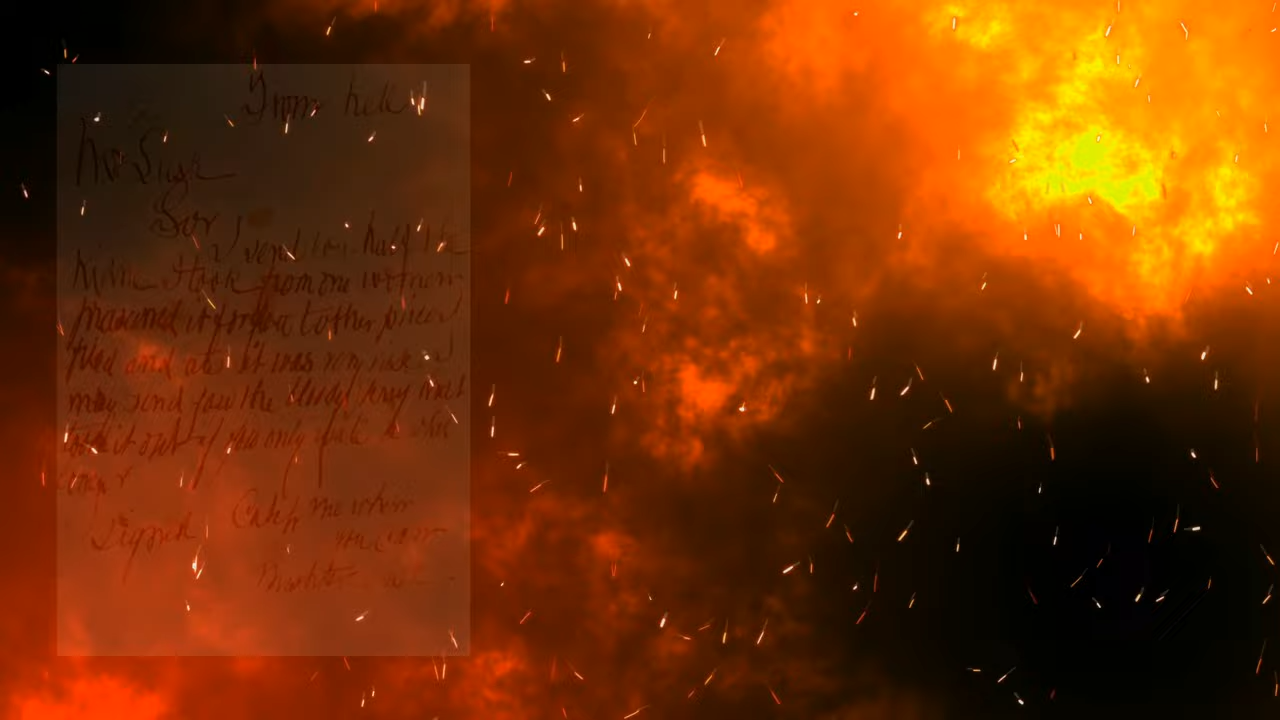 From hell
Mr Lusk
Sor
I send you half the
Kidne I took from one women
prasarved it for you tother piece I
fried and ate it was very nise I
may send you the bloody knif that
took it out if you only wate a whil
longer
signed Catch me when
you can
Mishter